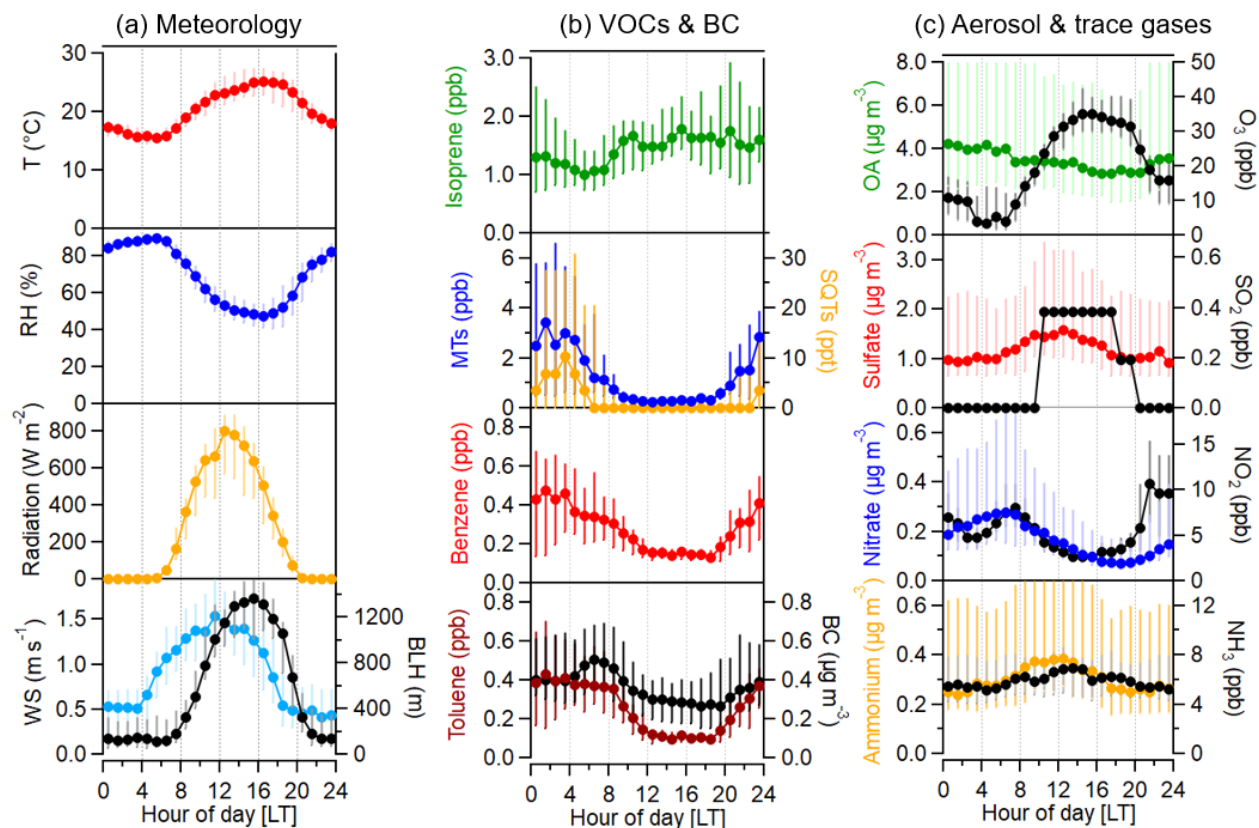 (a) Meteorology
30
20
10
0
T (°C)
80
60
40
20
0
RH (%)
800
600
400
200
0
Radiation (W m⁻²)
1.5
1.0
0.5
0.0
WS (m s⁻¹)
1200
800
400
0
BLH (m)
0 4 8 12 16 20 24
Hour of day [LT]
(b) VOCs & BC
3.0
2.0
1.0
0.0
Isoprene (ppb)
6
4
2
0
MTs (ppb)
30
20
10
0
SQTs (ppt)
0.6
0.4
0.2
0.0
Benzene (ppb)
0.8
0.6
0.4
0.2
0.0
Toluene (ppb)
0.8
0.6
0.4
0.2
0.0
BC (µg m⁻³)
0 4 8 12 16 20 24
Hour of day [LT]
(c) Aerosol & trace gases
8.0
6.0
4.0
2.0
0.0
OA (µg m⁻³)
50
40
30
20
10
0
O₃ (ppb)
3.0
2.0
1.0
0.0
Sulfate (µg m⁻³)
0.6
0.4
0.2
0.0
SO₂ (ppb)
0.6
0.4
0.2
0.0
Nitrate (µg m⁻³)
15
10
5
0
NO₂ (ppb)
0.6
0.4
0.2
0.0
Ammonium (µg m⁻³)
12
8
4
0
NH₃ (ppb)
0 4 8 12 16 20 24
Hour of day [LT]